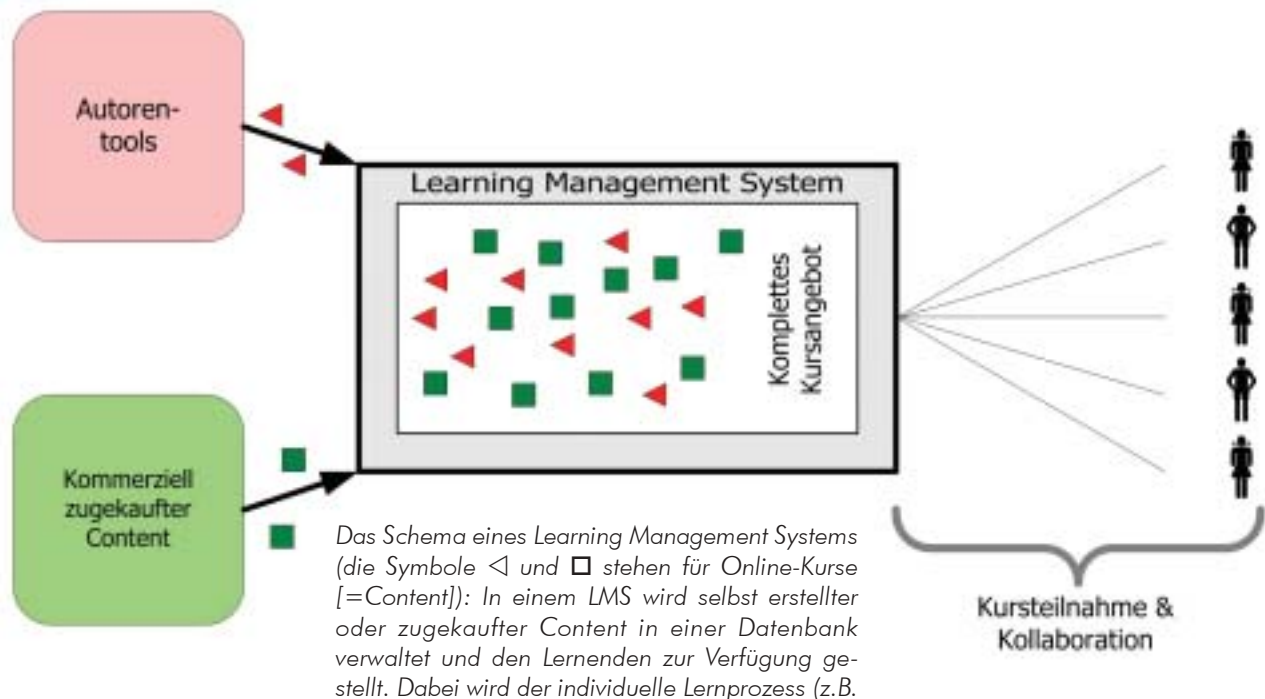 Autoren-
tools
Learning Management System
Komplettes
Kursangebot
Kommerziell
zugekaufter
Content
Das Schema eines Learning Management Systems
(die Symbole ◁ und □ stehen für Online-Kurse
[=Content]): In einem LMS wird selbst erstellter
oder zugekaufter Content in einer Datenbank
verwaltet und den Lernenden zur Verfügung ge-
stellt. Dabei wird der individuelle Lernprozess (z.B.
Kursteilnahme &
Kollaboration